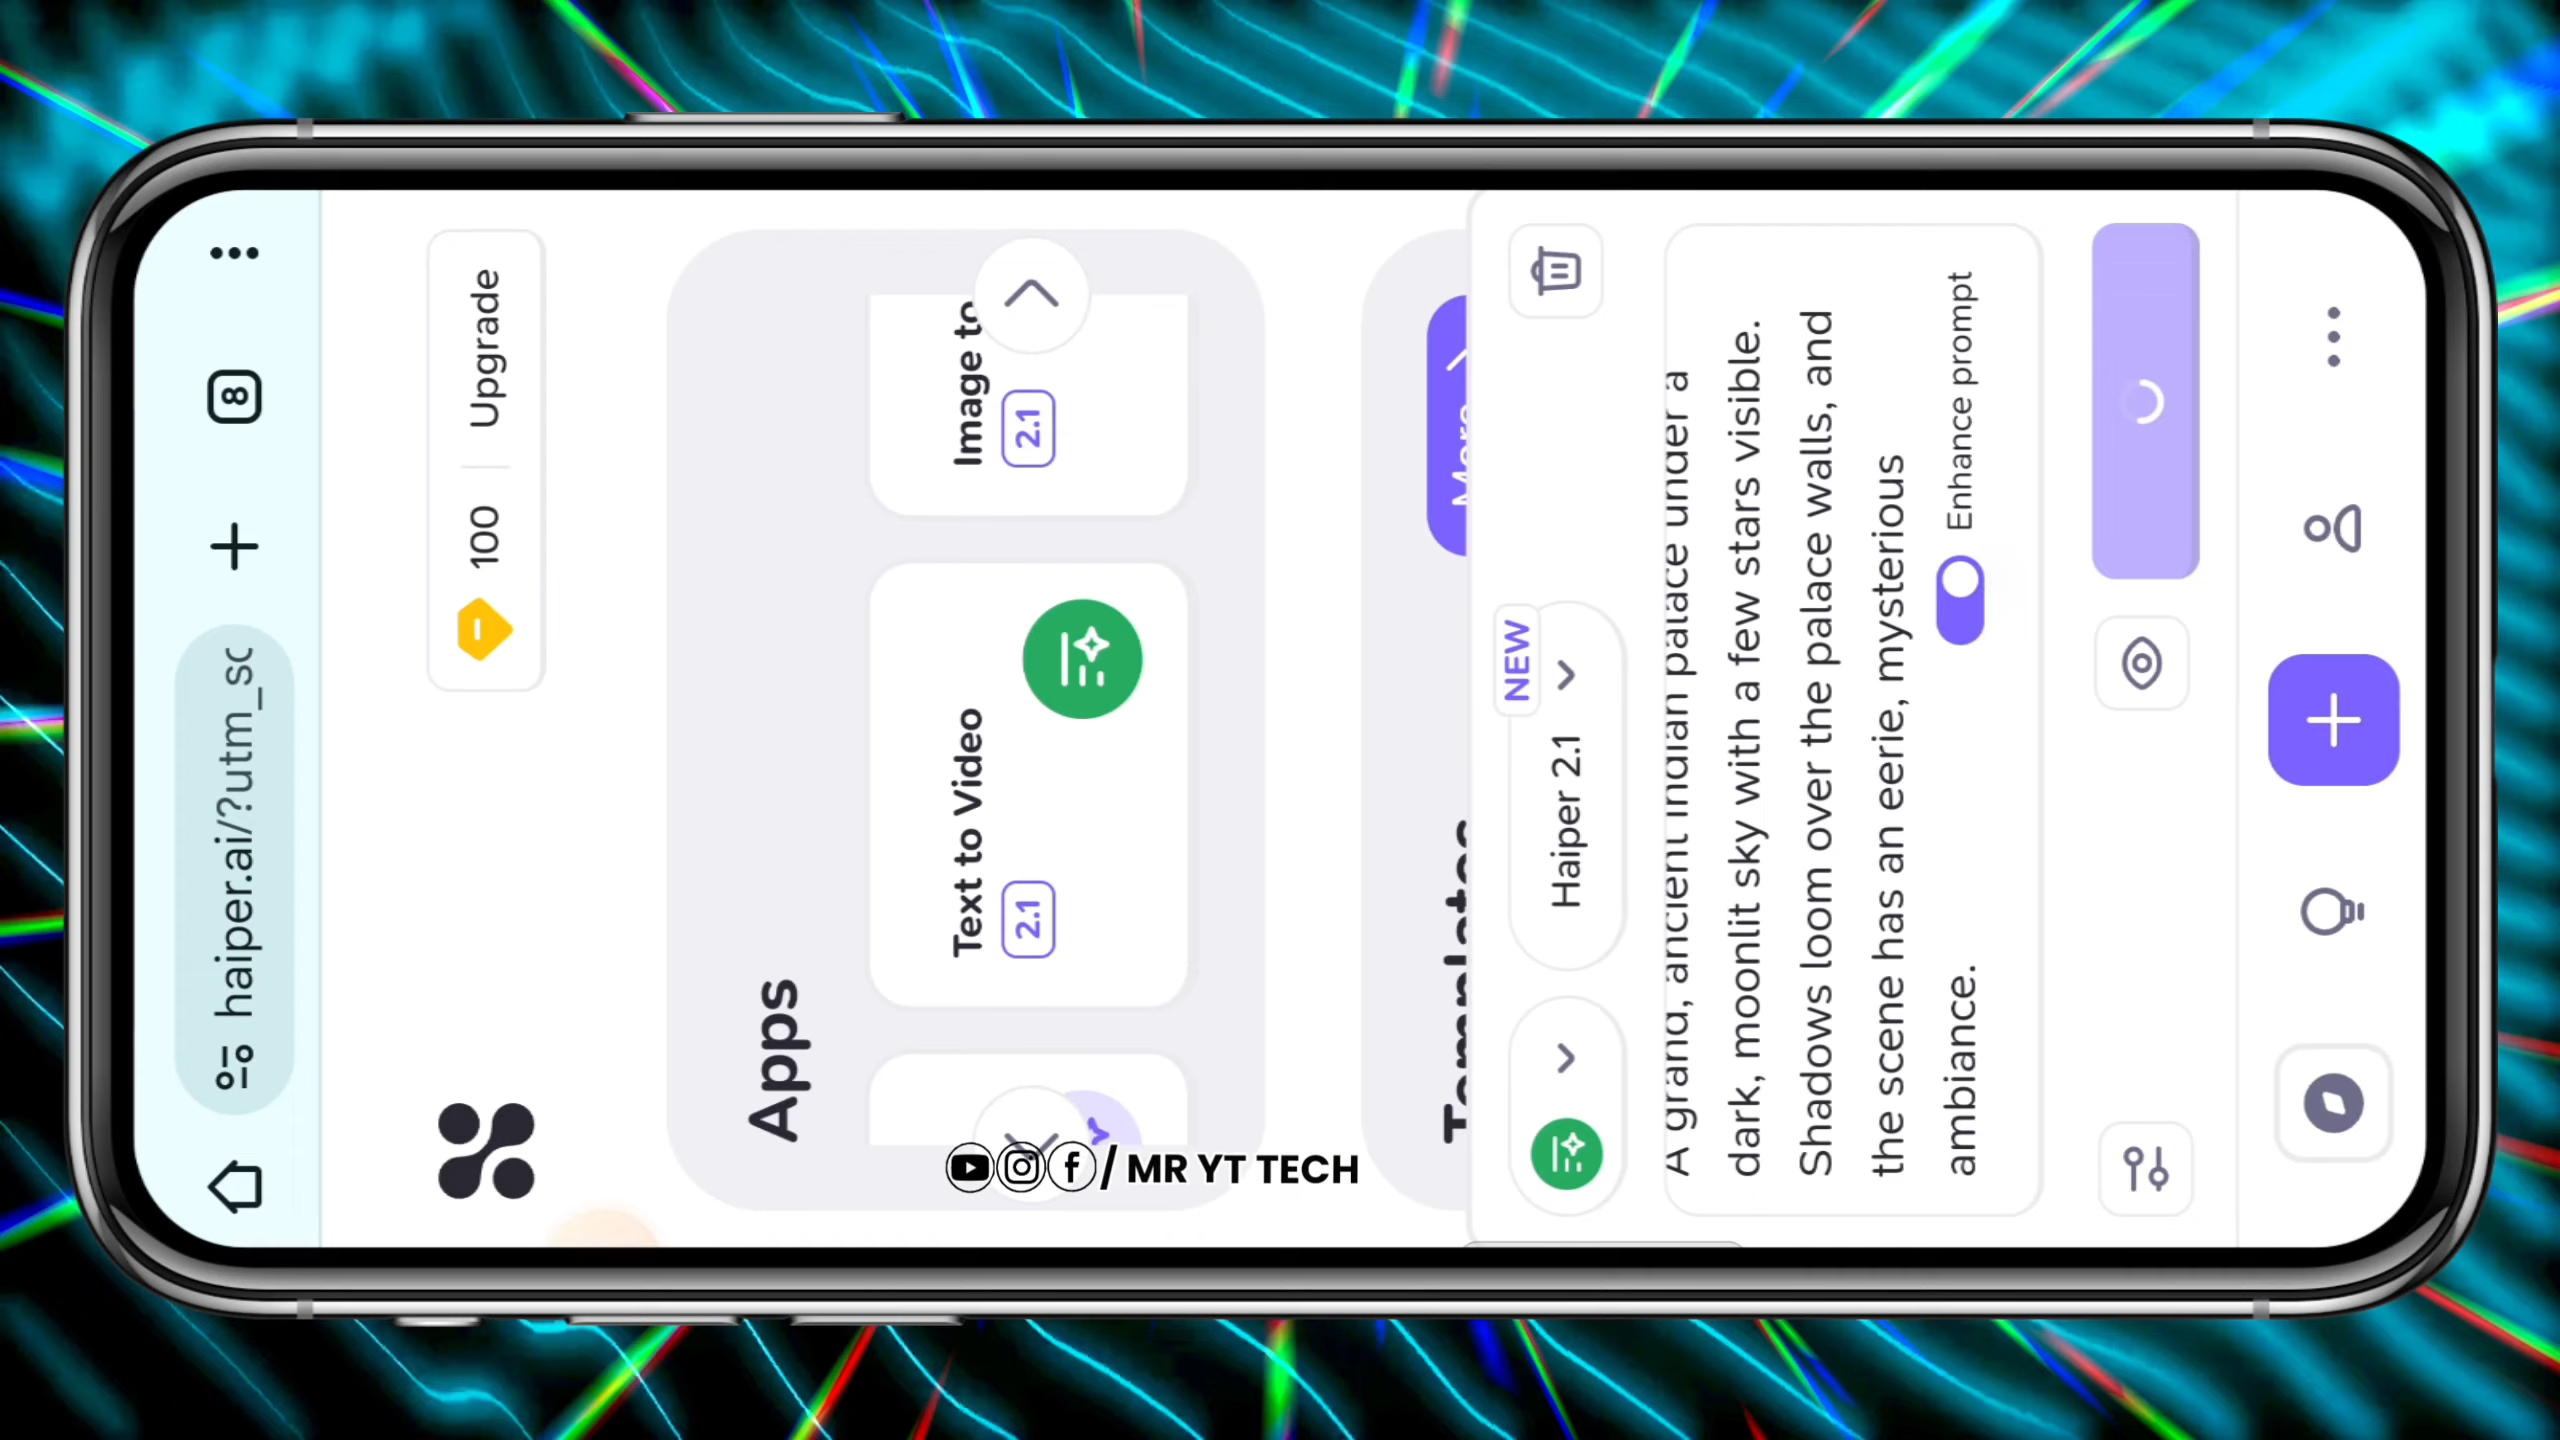 haiper.ai/?utm_sc
8
100
Upgrade
Apps
Text to Video
2.1
Image to
2.1
Templates
More
Haiper 2.1
NEW
A grand, ancient Indian palace under a
dark, moonlit sky with a few stars visible.
Shadows loom over the palace walls, and
the scene has an eerie, mysterious
ambiance.
Enhance prompt
/ MR YT TECH